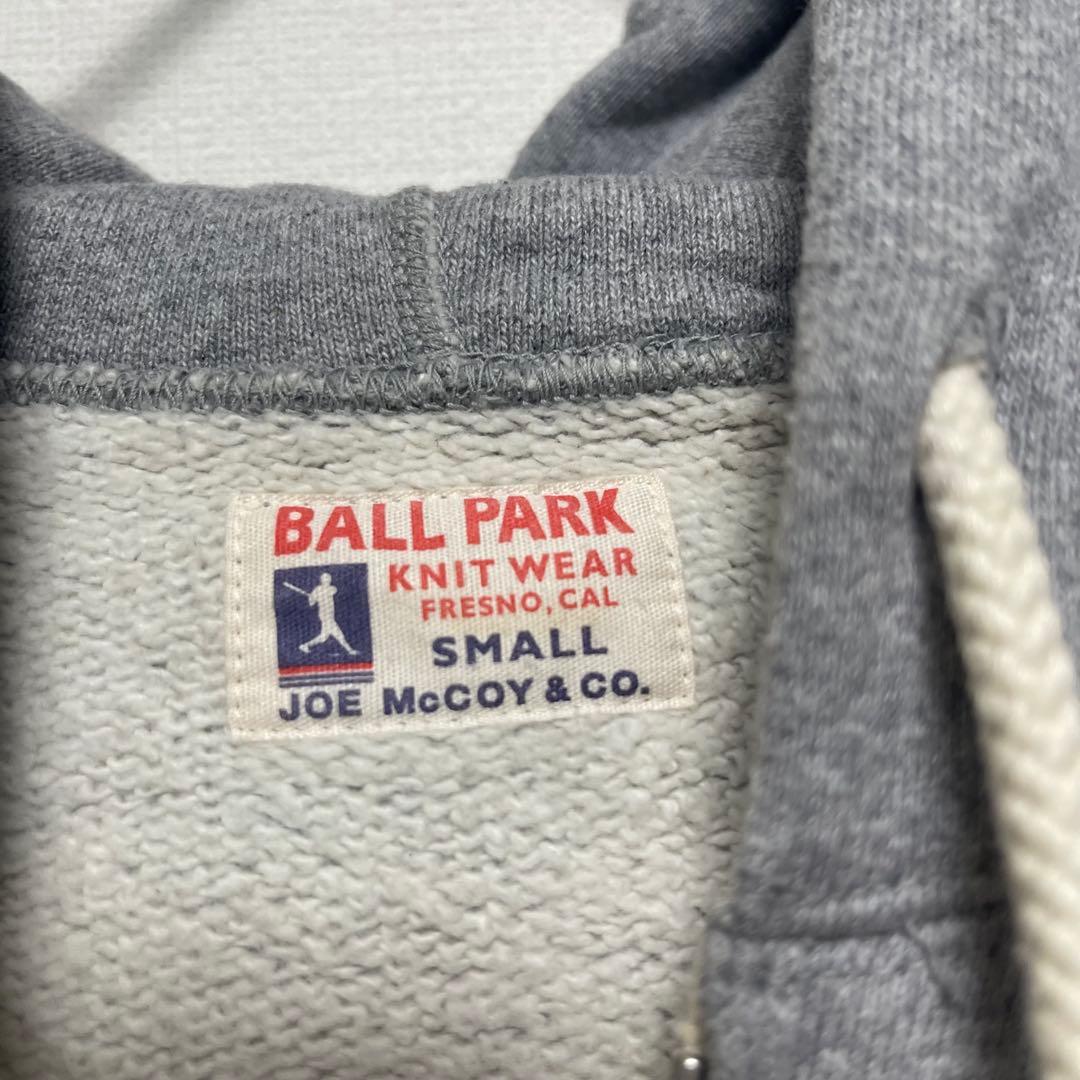 BALL PARK
KNIT WEAR
FRESNO, CAL
SMALL
JOE McCOY & CO.